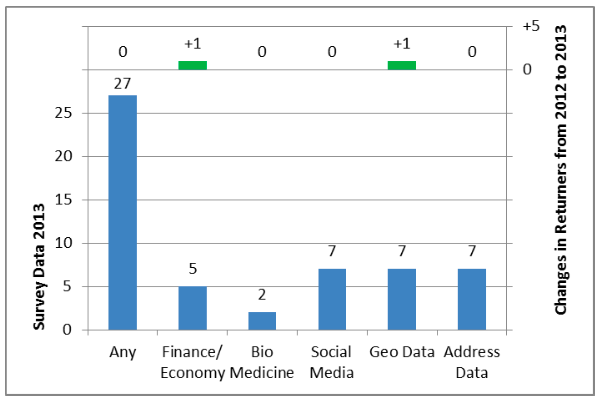 +5
0 +1 0 0 +1 0
0
27
25
20
15
10
5
0
5
2
7
7
7
Survey Data 2013
Changes in Returners from 2012 to 2013
Any Finance/ Bio Social Geo Data Address
Economy Medicine Media Data